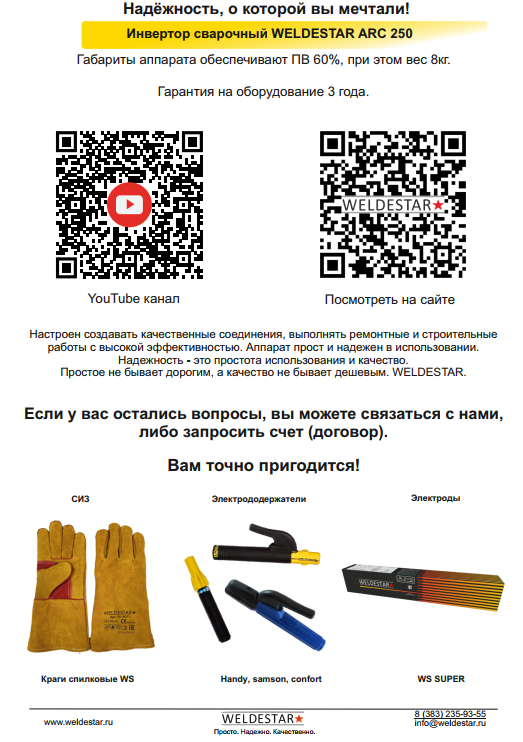 Надёжность, о которой вы мечтали!
Инвертор сварочный WELDESTAR ARC 250
Габариты аппарата обеспечивают ПВ 60%, при этом вес 8кг.
Гарантия на оборудование 3 года.
WELDESTAR
YouTube канал
Посмотреть на сайте
Настроен создавать качественные соединения, выполнять ремонтные и строительные
работы с высокой эффективностью. Аппарат прост и надежен в использовании.
Надежность - это простота использования и качество.
Простое не бывает дорогим, а качество не бывает дешевым. WELDESTAR.
Если у вас остались вопросы, вы можете связаться с нами,
либо запросить счет (договор).
Вам точно пригодится!
СИЗ
Электрододержатели
Электроды
WELDESTAR
WELDESTAR
Краги спилковые WS
Handy, samson, confort
WS SUPER
www.weldestar.ru
WELDESTAR
Просто. Надежно. Качественно.
8 (383) 235-93-55
info@weldestar.ru